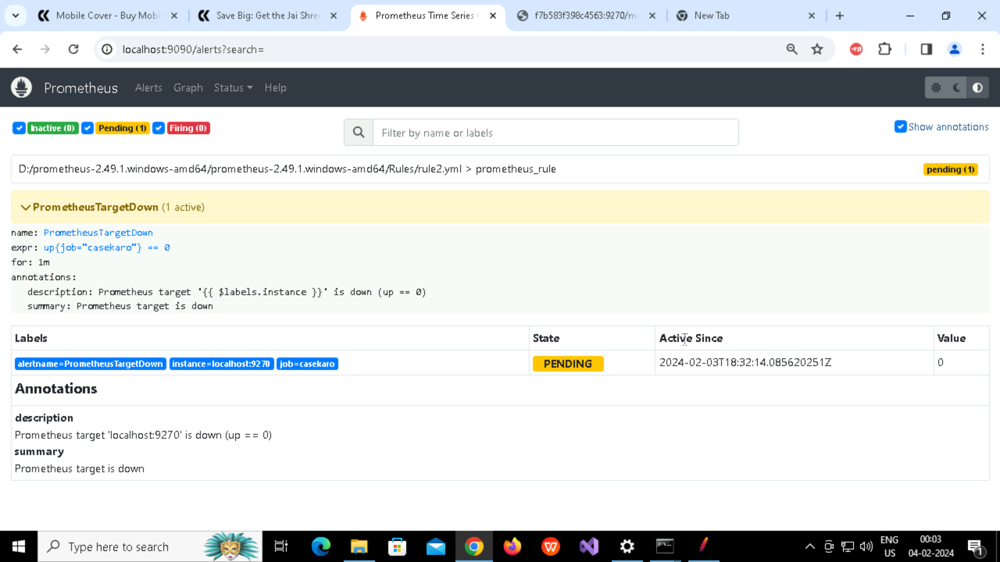 Mobile Cover - Buy Mobi
Save Big: Get the Jai Shre
Prometheus Time Series
f7b583f398c4563:9270/me
New Tab
localhost:9090/alerts?search=
Prometheus
Alerts
Graph
Status
Help
Inactive (0)
Pending (1)
Firing (0)
Filter by name or labels
Show annotations
D:/prometheus-2.49.1.windows-amd64/prometheus-2.49.1.windows-amd64/Rules/rule2.yml > prometheus_rule
pending (1)
PrometheusTargetDown (1 active)
name: PrometheusTargetDown
expr: up{job="casekaro"} == 0
for: 1m
annotations:
description: Prometheus target '{{ $labels.instance }}' is down (up == 0)
summary: Prometheus target is down
Labels
State
Active Since
Value
alertname=PrometheusTargetDown
instance=localhost:9270
job=casekaro
PENDING
2024-02-03T18:32:14.085620251Z
0
Annotations
description
Prometheus target 'localhost:9270' is down (up == 0)
summary
Prometheus target is down
Type here to search
ENG
US
00:03
04-02-2024
1